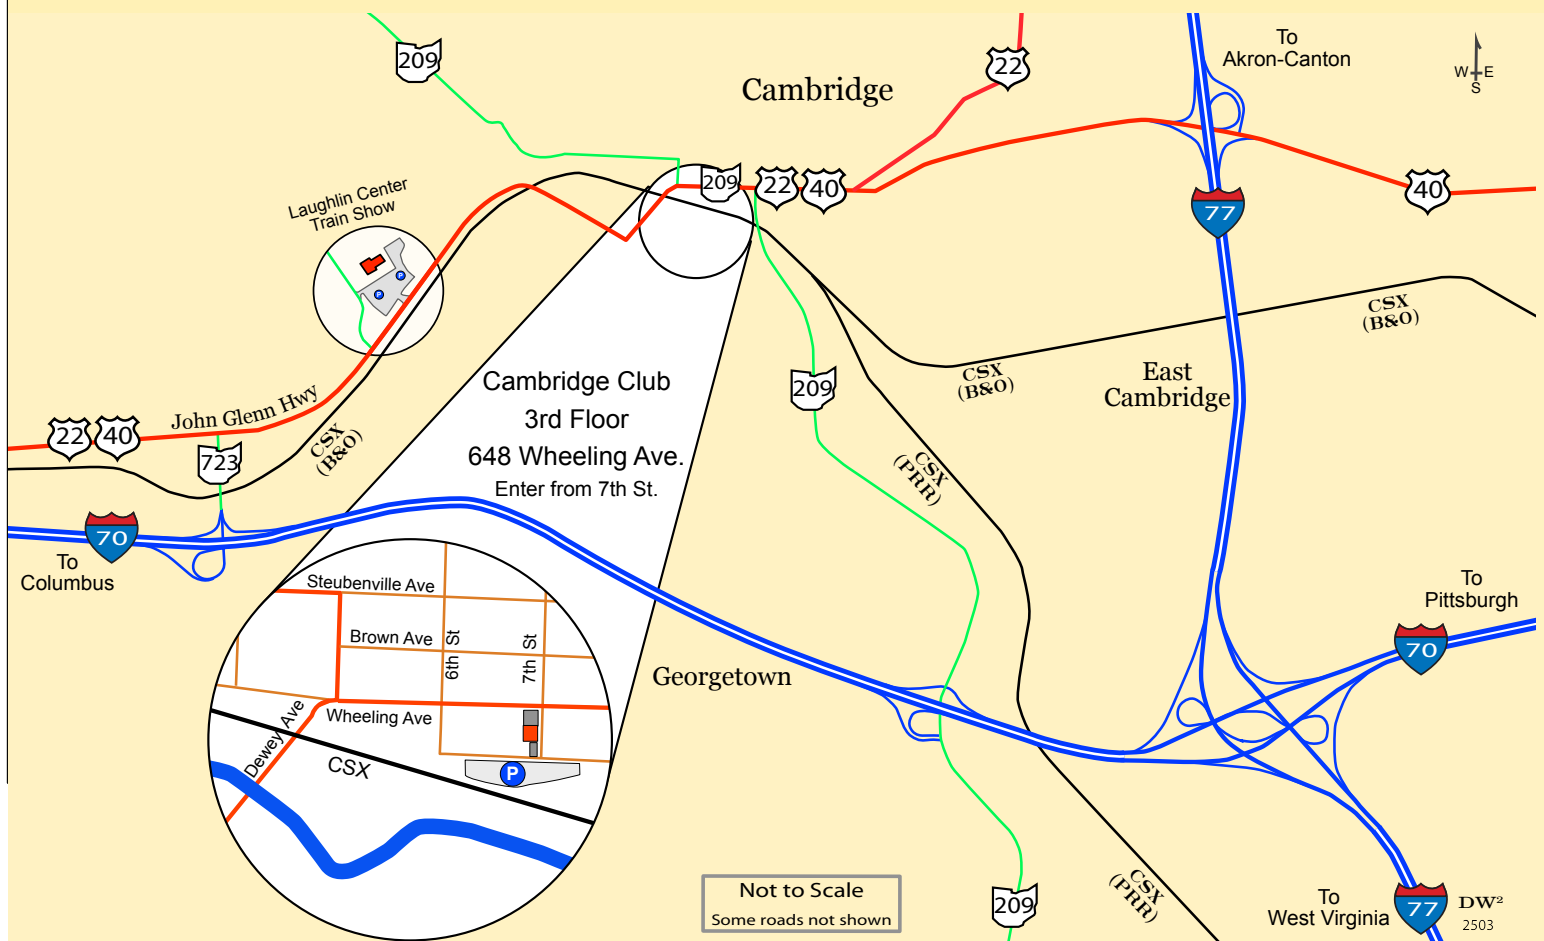 209
Cambridge
22
To
Akron-Canton
W E
S
209
22
40
77
40
Laughlin Center
Train Show
CSX
(B&O)
CSX
(B&O)
East
Cambridge
209
Cambridge Club
3rd Floor
648 Wheeling Ave.
Enter from 7th St.
22
40
John Glenn Hwy
723
CSX
(B&O)
CSX
(PRR)
70
To
Columbus
To
Pittsburgh
70
Georgetown
Steubenville Ave
Brown Ave
6th St
7th St
Wheeling Ave
Dewey Ave
CSX
P
P
P
Not to Scale
Some roads not shown
209
CSX
(PRR)
To
West Virginia
77
DW²
2503